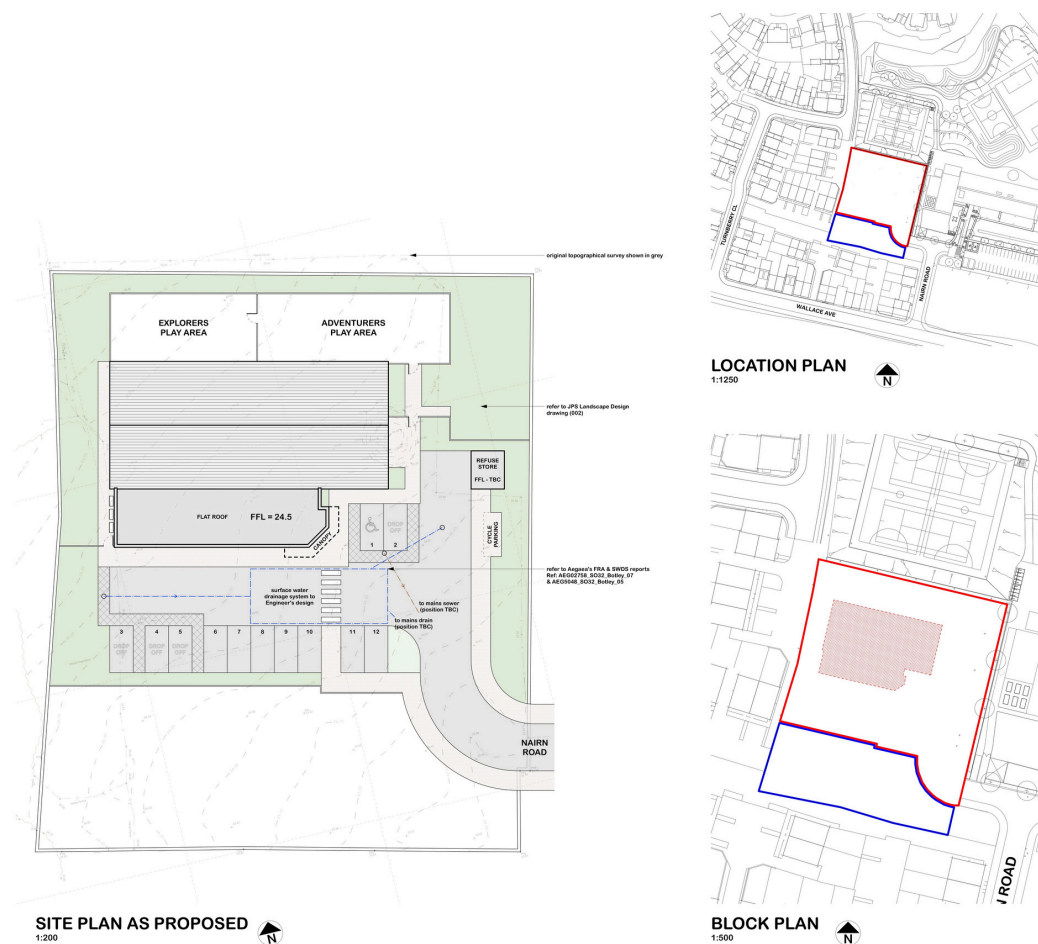 original topographical survey shown in grey
EXPLORERS
PLAY AREA
ADVENTURERS
PLAY AREA
refer to JPS Landscape Design
drawing (002)
REFUSE
STORE
FFL - TBC
FLAT ROOF
FFL = 24.5
CANOPY
1
DROP
OFF
2
CYCLE
PARKING
refer to Aegaea's FRA & SWDS reports
Ref: AEG02758_SO32_Botley_07
& AEG5048_SO32_Botley_05
surface water
drainage system to
Engineer's design
to mains sewer
(position TBC)
to mains drain
(position TBC)
3
4
5
6
7
8
9
10
11
12
DROP
OFF
DROP
OFF
DROP
OFF
NAIRN
ROAD
SITE PLAN AS PROPOSED
1:200
N
TURNBERRY CL
WALLACE AVE
NAIRN ROAD
LOCATION PLAN
1:1250
N
N ROAD
BLOCK PLAN
1:500
N